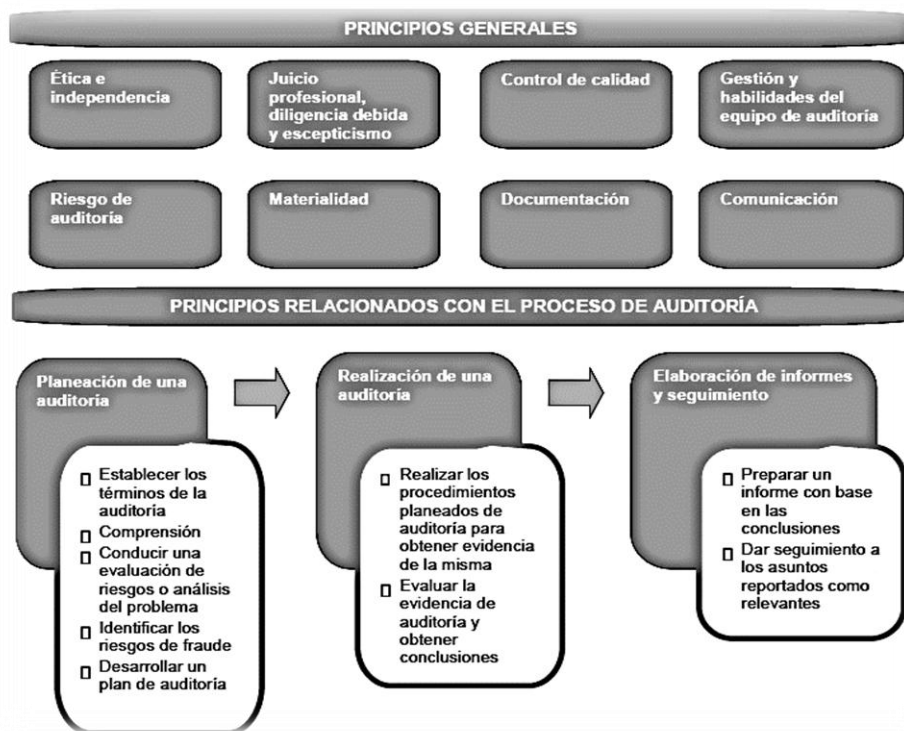 PRINCIPIOS GENERALES
Ética e
independencia
Juicio
profesional,
diligencia debida
y escepticismo
Control de calidad
Gestión y
habilidades del
equipo de auditoría
Riesgo de
auditoría
Materialidad
Documentación
Comunicación
PRINCIPIOS RELACIONADOS CON EL PROCESO DE AUDITORÍA
Planeación de una
auditoria
Establecer los
términos de la
auditoría
Comprensión
Conducir una
evaluación de
riesgos o análisis
del problema
Identificar los
riesgos de fraude
Desarrollar un
plan de auditoría
Realización de una
auditoría
Realizar los
procedimientos
planeados de
auditoría para
obtener evidencia
de la misma
Evaluar la
evidencia de
auditoría y
obtener
conclusiones
Elaboración de informes
y seguimiento
Preparar un
informe con base
en las
conclusiones
Dar seguimiento a
los asuntos
reportados como
relevantes